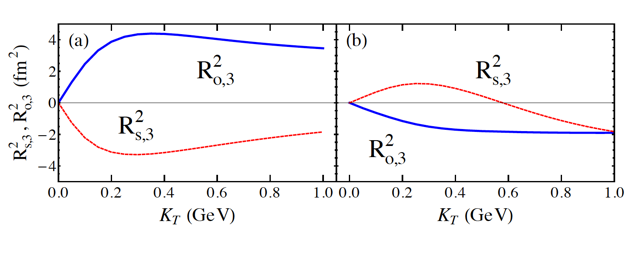 (a) (b)
R²ₛ,₃ , R²ₒ,₃ (fm²)
4
2
0
−2
−4
R²ₒ,₃
R²ₛ,₃
R²ₛ,₃
R²ₒ,₃
0.0 0.2 0.4 0.6 0.8 1.0 0.0 0.2 0.4 0.6 0.8 1.0
K_T (GeV) K_T (GeV)